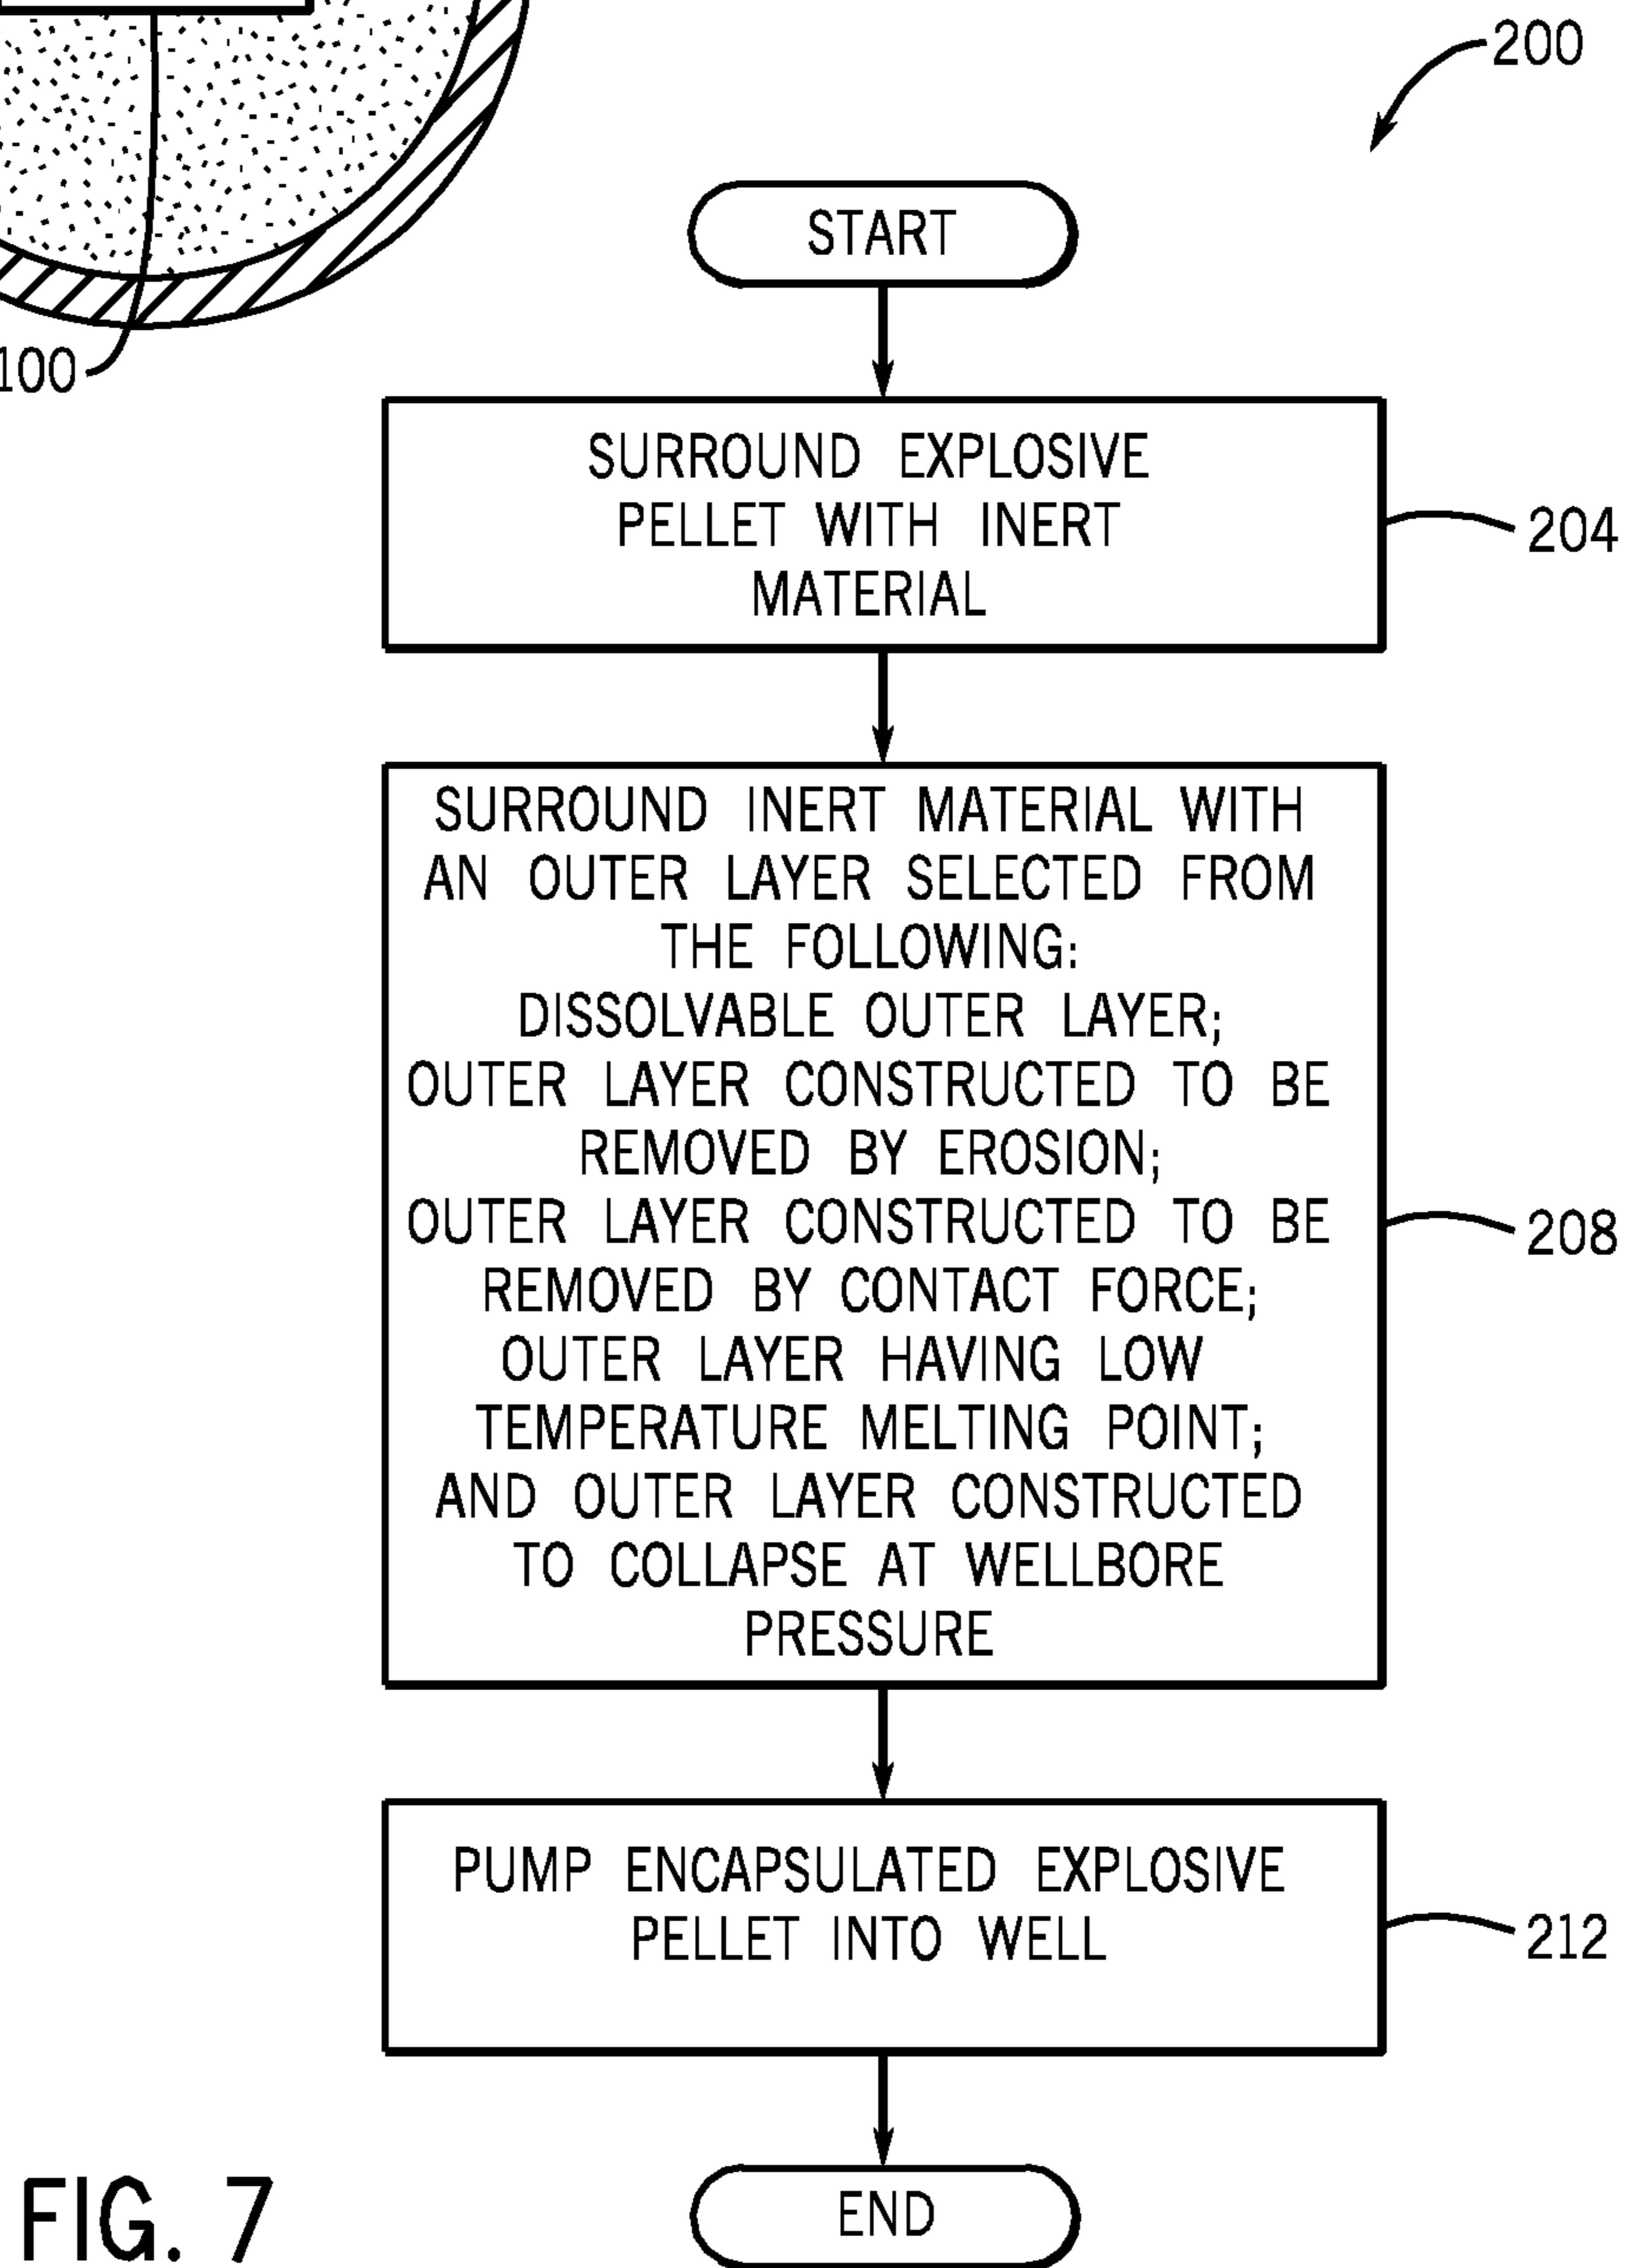 200
START
100
SURROUND EXPLOSIVE
PELLET WITH INERT
MATERIAL
204
SURROUND INERT MATERIAL WITH
AN OUTER LAYER SELECTED FROM
THE FOLLOWING:
DISSOLVABLE OUTER LAYER;
OUTER LAYER CONSTRUCTED TO BE
REMOVED BY EROSION;
OUTER LAYER CONSTRUCTED TO BE
REMOVED BY CONTACT FORCE;
OUTER LAYER HAVING LOW
TEMPERATURE MELTING POINT;
AND OUTER LAYER CONSTRUCTED
TO COLLAPSE AT WELLBORE
PRESSURE
208
PUMP ENCAPSULATED EXPLOSIVE
PELLET INTO WELL
212
END
FIG. 7